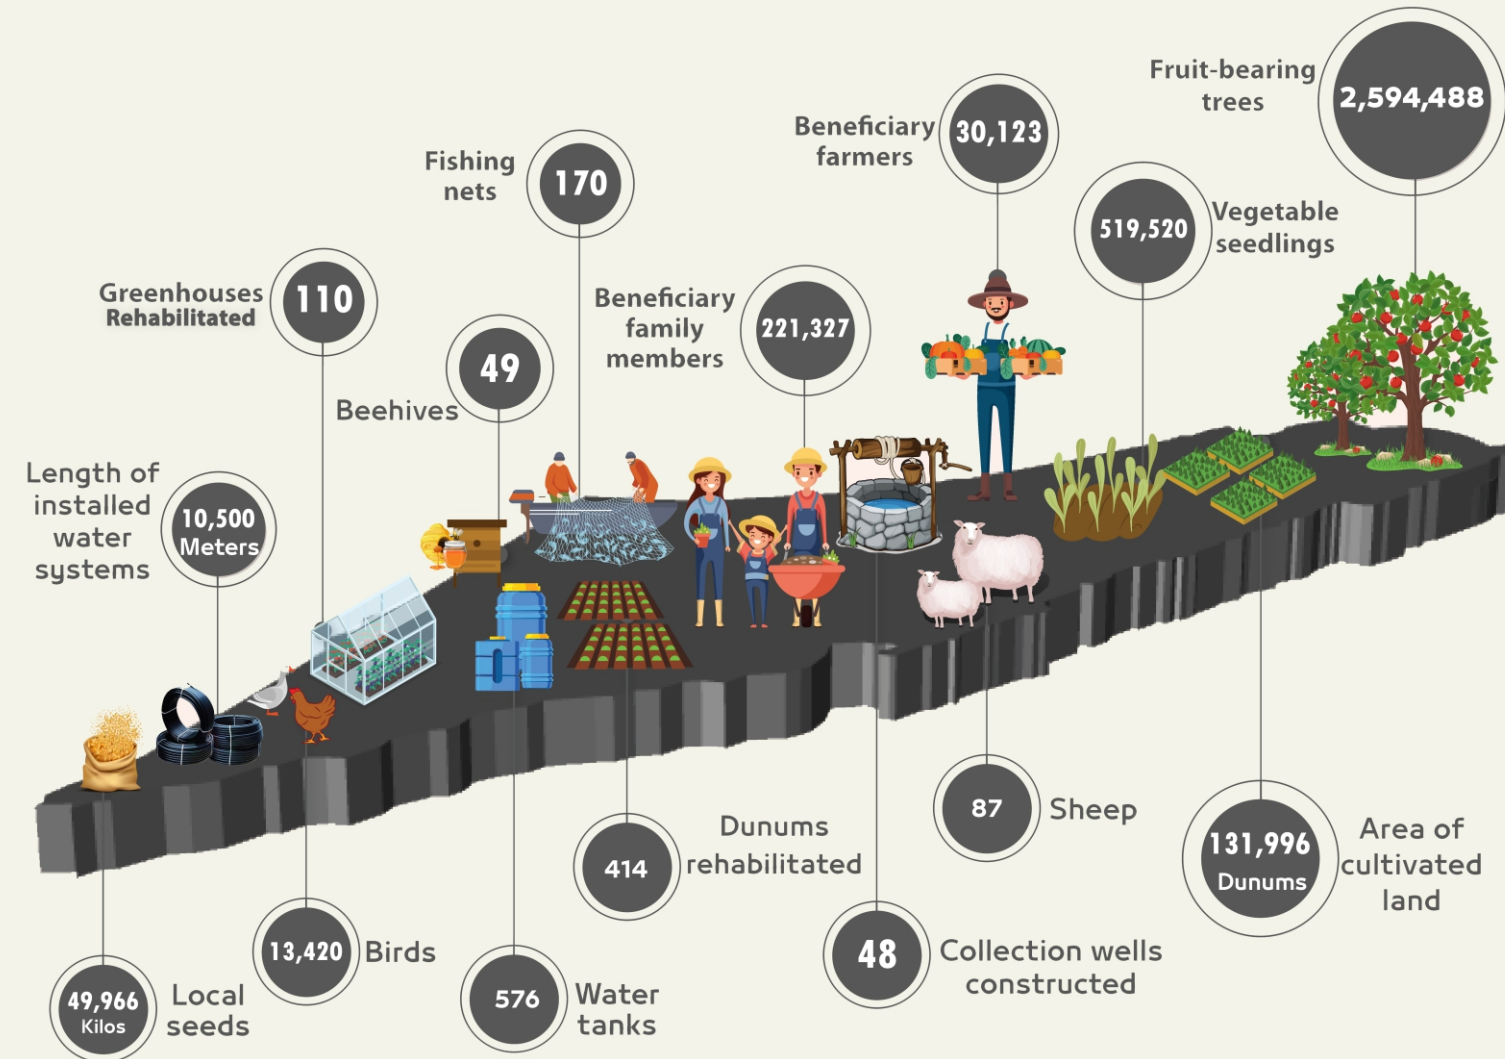 Fruit-bearing
trees
2,594,488
Beneficiary
farmers
30,123
Fishing
nets
170
Vegetable
seedlings
519,520
Greenhouses
Rehabilitated
110
Beneficiary
family
members
221,327
Beehives
49
Length of
installed
water
systems
10,500
Meters
Dunums
rehabilitated
414
87
Sheep
131,996
Dunums
Area of
cultivated
land
13,420
Birds
48
Collection wells
constructed
49,966
Kilos
Local
seeds
576
Water
tanks